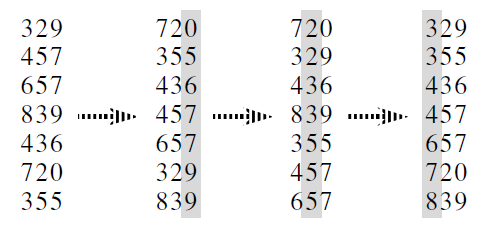 329 720 720 329
457 355 329 355
657 436 436 436
839 457 839 457
436 657 355 657
720 329 457 720
355 839 657 839